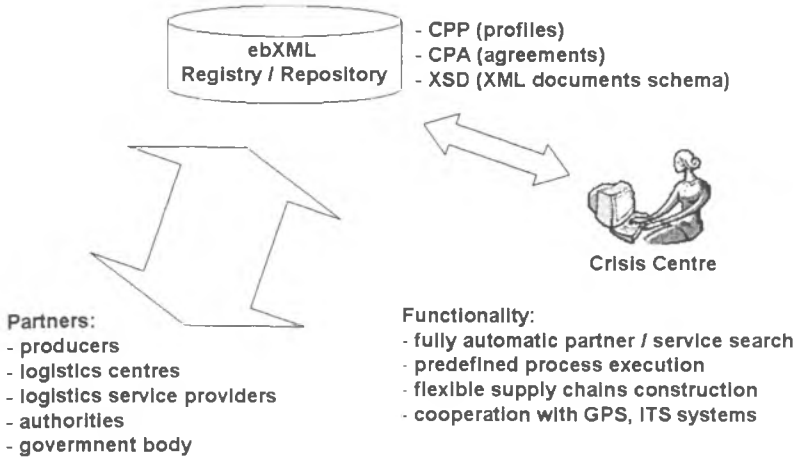 ebXML
Registry / Repository
- CPP (profiles)
- CPA (agreements)
- XSD (XML documents schema)
Crisis Centre
Partners:
- producers
- logistics centres
- logistics service providers
- authorities
- govermnent body
Functionality:
- fully automatic partner / service search
- predefined process execution
- flexible supply chains construction
- cooperation with GPS, ITS systems